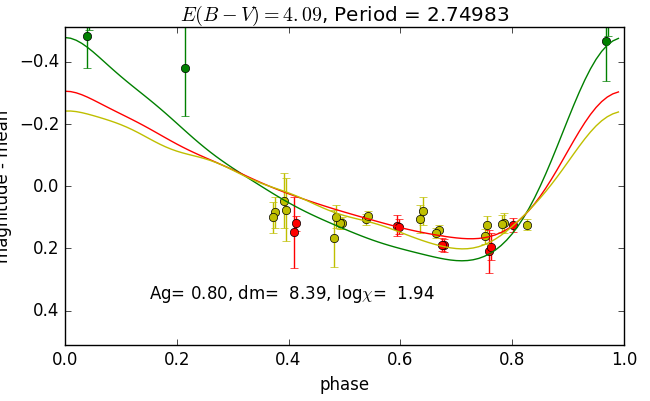 E(B − V) = 4.09, Period = 2.74983
−0.4
−0.2
0.0
0.2
0.4
magnitude - mean
Ag= 0.80, dm= 8.39, logχ= 1.94
0.0 0.2 0.4 0.6 0.8 1.0
phase